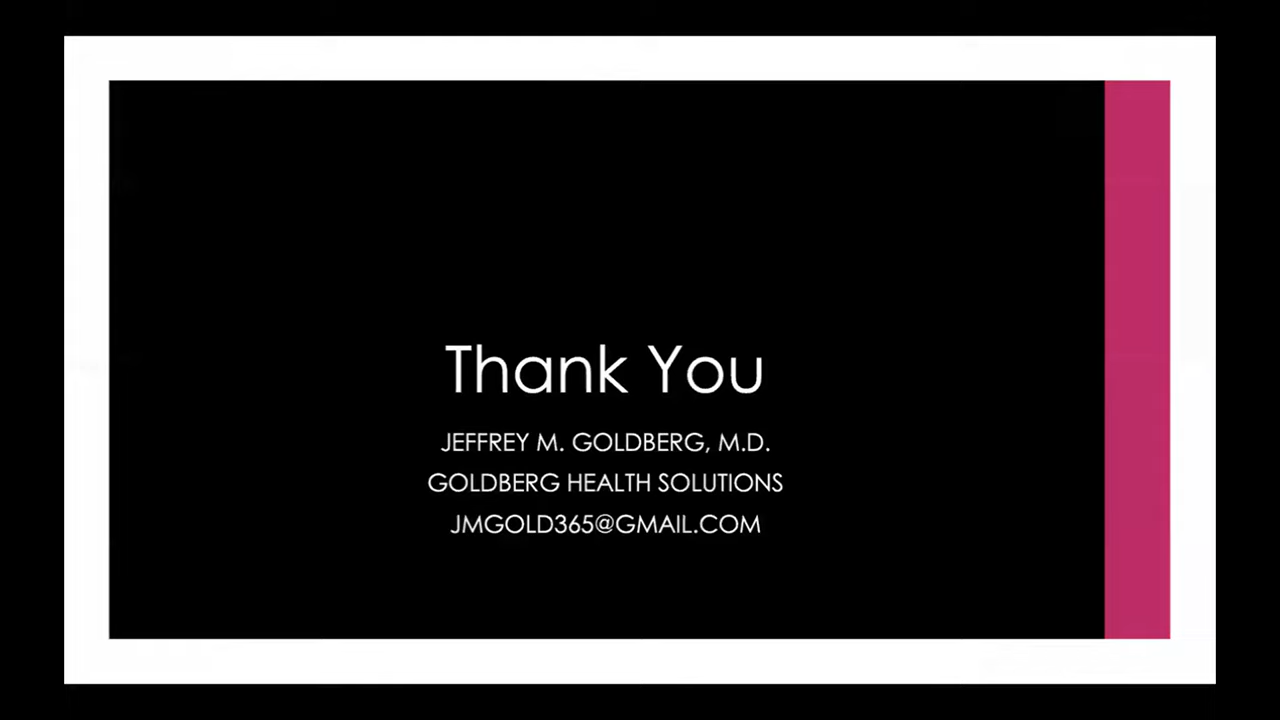 Thank You
JEFFREY M. GOLDBERG, M.D.
GOLDBERG HEALTH SOLUTIONS
JMGOLD365@GMAIL.COM